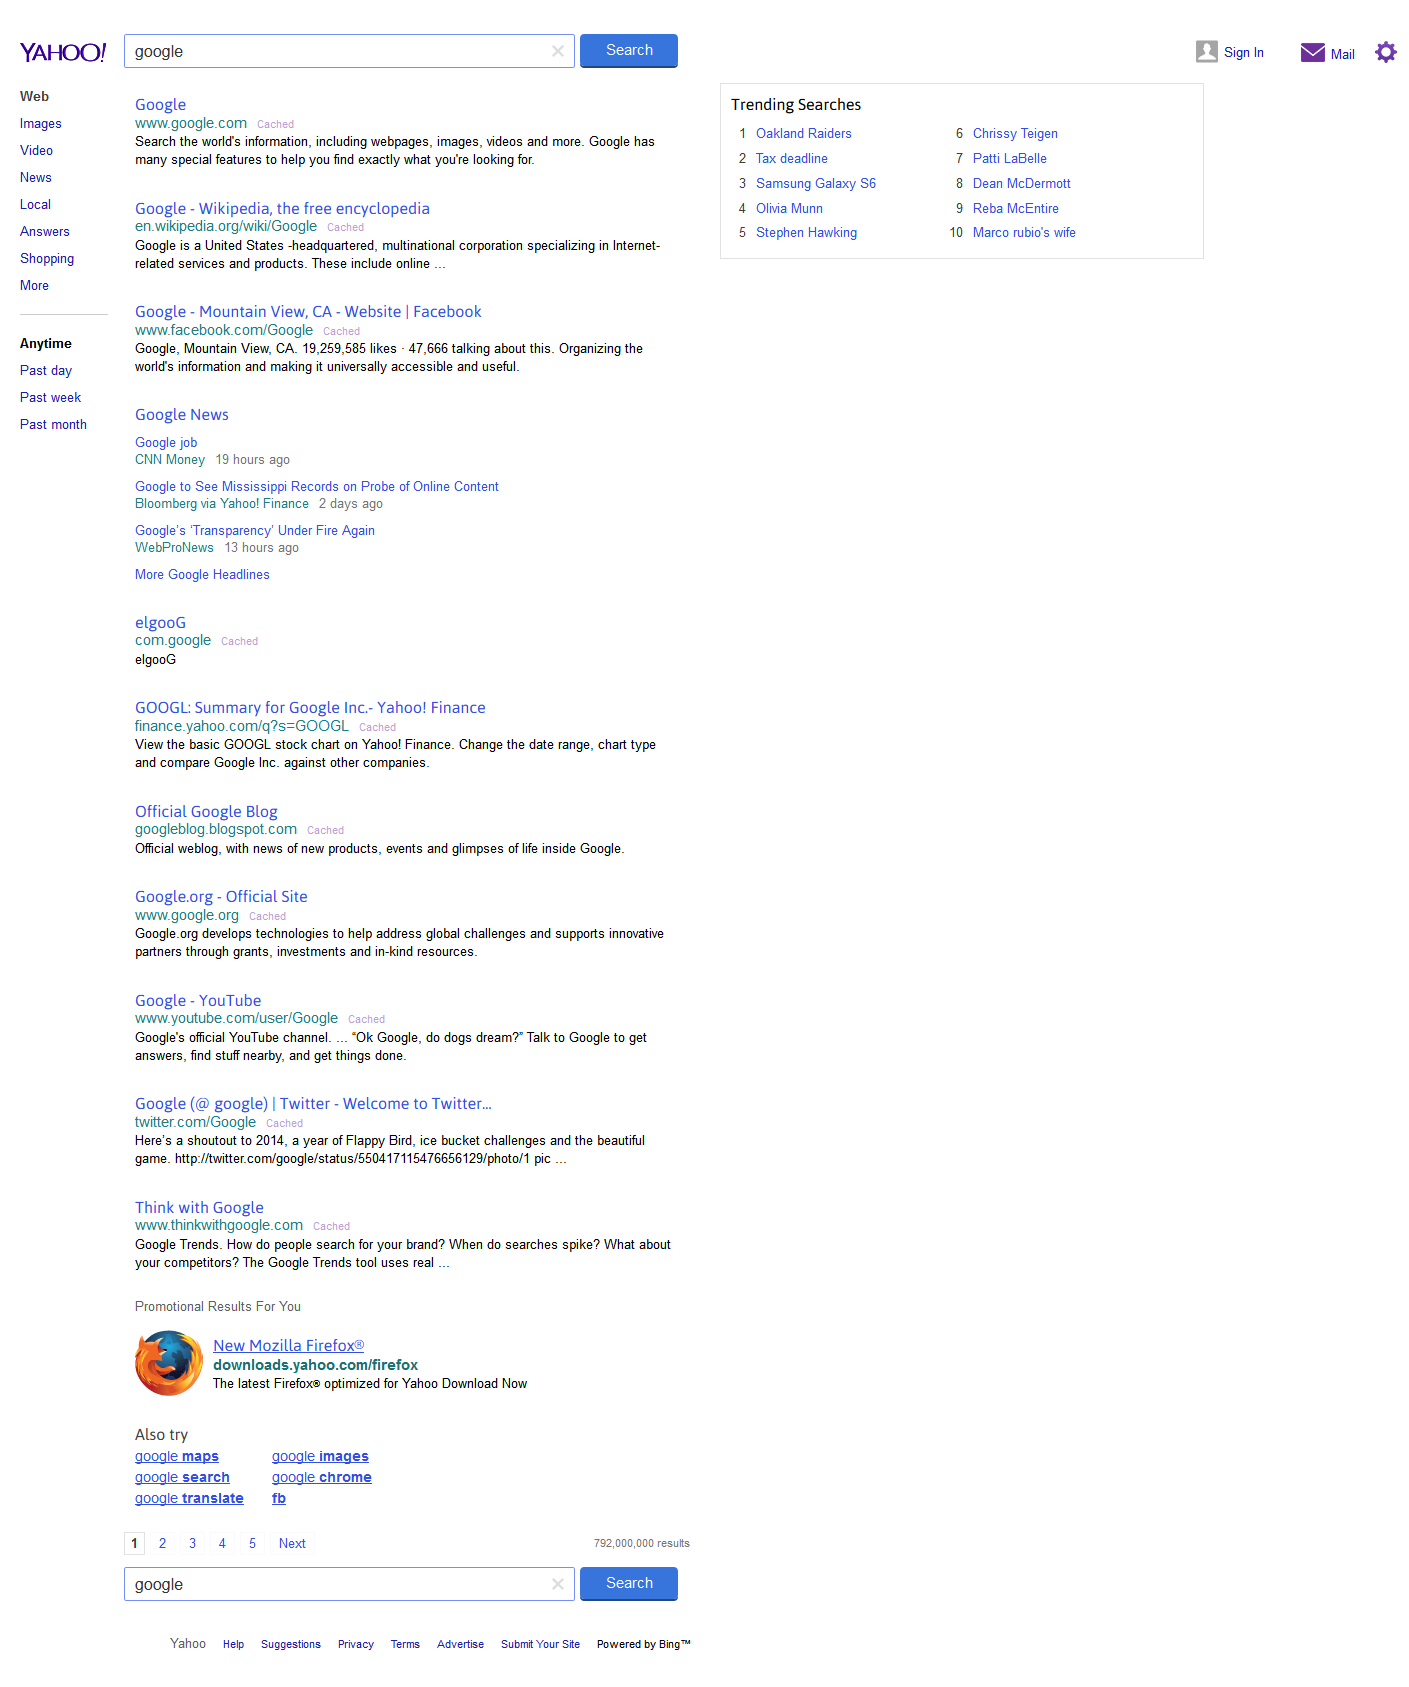 YAHOO!
google
Search
Sign In
Mail
Web
Images
Video
News
Local
Answers
Shopping
More
Anytime
Past day
Past week
Past month
Google
www.google.com Cached
Search the world's information, including webpages, images, videos and more. Google has
many special features to help you find exactly what you're looking for.
Google - Wikipedia, the free encyclopedia
en.wikipedia.org/wiki/Google Cached
Google is a United States -headquartered, multinational corporation specializing in Internet-
related services and products. These include online ...
Google - Mountain View, CA - Website | Facebook
www.facebook.com/Google Cached
Google, Mountain View, CA. 19,259,585 likes · 47,666 talking about this. Organizing the
world's information and making it universally accessible and useful.
Google News
Google job
CNN Money 19 hours ago
Google to See Mississippi Records on Probe of Online Content
Bloomberg via Yahoo! Finance 2 days ago
Google's ‘Transparency’ Under Fire Again
WebProNews 13 hours ago
More Google Headlines
elgooG
com.google Cached
elgooG
GOOGL: Summary for Google Inc.- Yahoo! Finance
finance.yahoo.com/q?s=GOOGL Cached
View the basic GOOGL stock chart on Yahoo! Finance. Change the date range, chart type
and compare Google Inc. against other companies.
Official Google Blog
googleblog.blogspot.com Cached
Official weblog, with news of new products, events and glimpses of life inside Google.
Google.org - Official Site
www.google.org Cached
Google.org develops technologies to help address global challenges and supports innovative
partners through grants, investments and in-kind resources.
Google - YouTube
www.youtube.com/user/Google Cached
Google's official YouTube channel. ... “Ok Google, do dogs dream?” Talk to Google to get
answers, find stuff nearby, and get things done.
Google (@ google) | Twitter - Welcome to Twitter...
twitter.com/Google Cached
Here's a shoutout to 2014, a year of Flappy Bird, ice bucket challenges and the beautiful
game. http://twitter.com/google/status/550417115476656129/photo/1 pic ...
Think with Google
www.thinkwithgoogle.com Cached
Google Trends. How do people search for your brand? When do searches spike? What about
your competitors? The Google Trends tool uses real ...
Promotional Results For You
New Mozilla Firefox®
downloads.yahoo.com/firefox
The latest Firefox® optimized for Yahoo Download Now
Also try
google maps google images
google search google chrome
google translate fb
1 2 3 4 5 Next 792,000,000 results
google
Search
Yahoo Help Suggestions Privacy Terms Advertise Submit Your Site Powered by Bing™
Trending Searches
1 Oakland Raiders
2 Tax deadline
3 Samsung Galaxy S6
4 Olivia Munn
5 Stephen Hawking
6 Chrissy Teigen
7 Patti LaBelle
8 Dean McDermott
9 Reba McEntire
10 Marco rubio's wife